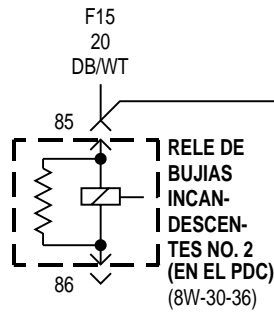 F15
20
DB/WT
85
RELE DE
BUJIAS
INCAN-
DESCEN-
TES NO. 2
(EN EL PDC)
86
(8W-30-36)